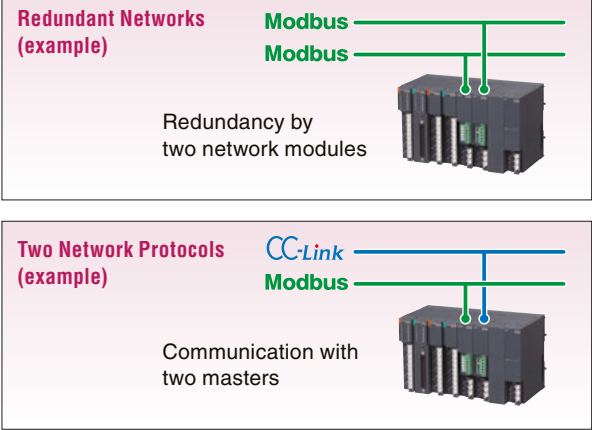 Redundant Networks
(example)
Modbus
Modbus
Redundancy by
two network modules
Two Network Protocols
(example)
CC-Link
Modbus
Communication with
two masters